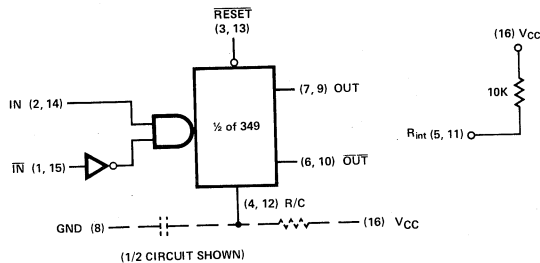 RESET
(3, 13)
(16) VCC
(7, 9) OUT
10K
IN (2, 14)
½ of 349
Rint (5, 11)
IN (1, 15)
(6, 10) OUT
(4, 12) R/C
GND (8)
(16) VCC
(1/2 CIRCUIT SHOWN)